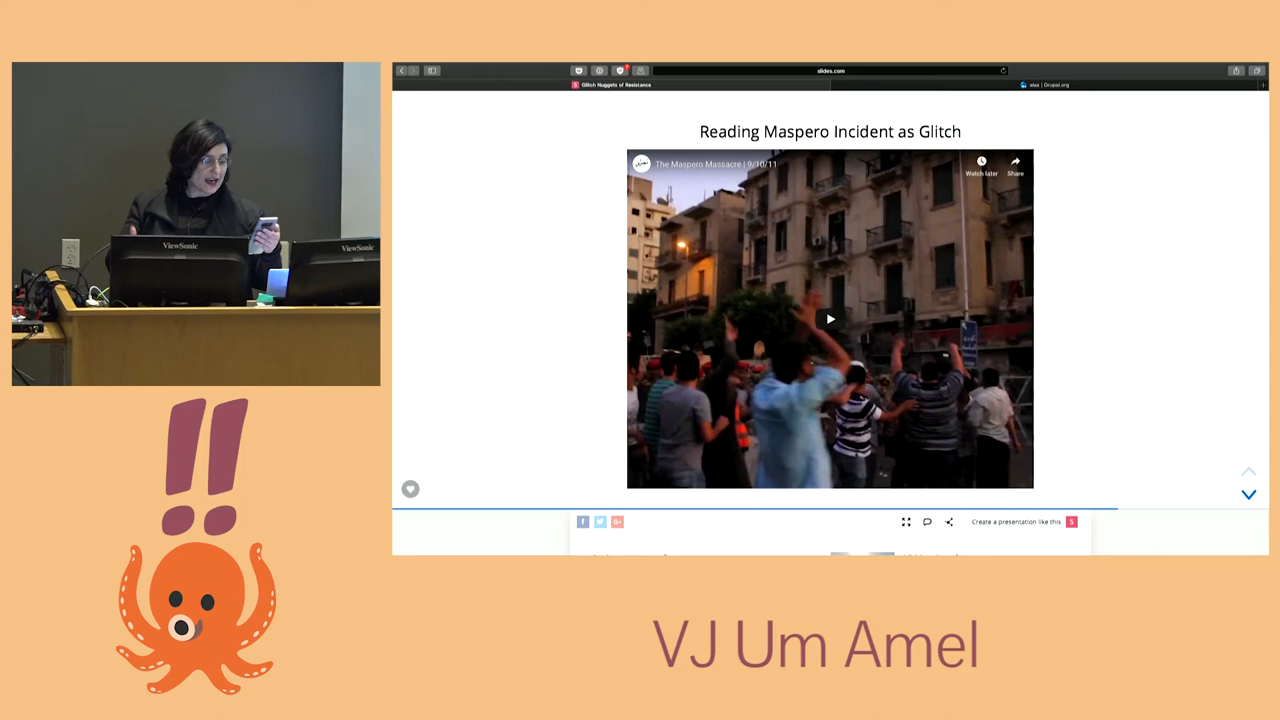 ViewSonic
ViewSonic
slides.com
Glitch Nuggets of Resistance
Reading Maspero Incident as Glitch
The Maspero Massacre | 9/10/11
Watch later
Share
Create a presentation like this
S
!!
VJ Um Amel